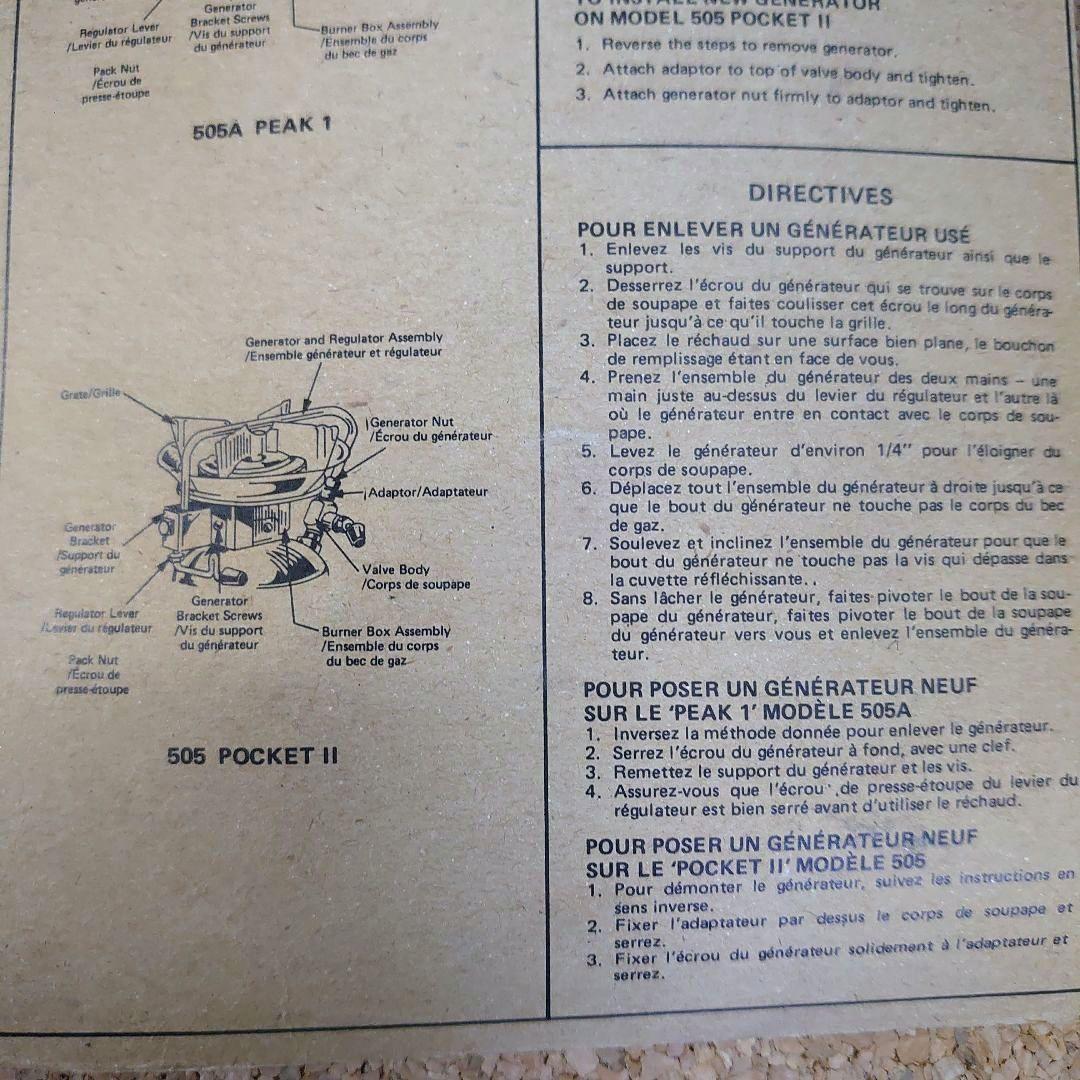 Generator
Bracket Screws
/Vis du support
du générateur
Regulator Lever
/Levier du régulateur
Burner Box Assembly
/Ensemble du corps
du bec de gaz
Pack Nut
/Écrou de
presse-étoupe
505A PEAK 1
Generator and Regulator Assembly
/Ensemble générateur et régulateur
Grate/Grille
Generator Nut
/Écrou du générateur
Adaptor/Adaptateur
Generator
Bracket
/Support du
générateur
Valve Body
/Corps de soupape
Regulator Lever
/Levier du régulateur
Generator
Bracket Screws
/Vis du support
du générateur
Burner Box Assembly
/Ensemble du corps
du bec de gaz
Pack Nut
/Écrou de
presse-étoupe
505 POCKET II
TO INSTALL NEW GENERATOR
ON MODEL 505 POCKET II
1. Reverse the steps to remove generator.
2. Attach adaptor to top of valve body and tighten.
3. Attach generator nut firmly to adaptor and tighten.
DIRECTIVES
POUR ENLEVER UN GÉNÉRATEUR USÉ
1. Enlevez les vis du support du générateur ainsi que le
support.
2. Desserrez l'écrou du générateur qui se trouve sur le corps
de soupape et faites coulisser cet écrou le long du généra-
teur jusqu'à ce qu'il touche la grille.
3. Placez le réchaud sur une surface bien plane, le bouchon
de remplissage étant en face de vous.
4. Prenez l'ensemble du générateur des deux mains – une
main juste au-dessus du levier du régulateur et l'autre là
où le générateur entre en contact avec le corps de sou-
pape.
5. Levez le générateur d'environ 1/4" pour l'éloigner du
corps de soupape.
6. Déplacez tout l'ensemble du générateur à droite jusqu'à ce
que le bout du générateur ne touche pas le corps du bec
de gaz.
7. Soulevez et inclinez l'ensemble du générateur pour que le
bout du générateur ne touche pas la vis qui dépasse dans
la cuvette réfléchissante. .
8. Sans lâcher le générateur, faites pivoter le bout de la sou-
pape du générateur, faites pivoter le bout de la soupape
du générateur vers vous et enlevez l'ensemble du généra-
teur.
POUR POSER UN GÉNÉRATEUR NEUF
SUR LE 'PEAK 1' MODÈLE 505A
1. Inversez la méthode donnée pour enlever le générateur.
2. Serrez l'écrou du générateur à fond, avec une clef.
3. Remettez le support du générateur et les vis.
4. Assurez-vous que l'écrou de presse-étoupe du levier du
régulateur est bien serré avant d'utiliser le réchaud.
POUR POSER UN GÉNÉRATEUR NEUF
SUR LE 'POCKET II' MODÈLE 505
1. Pour démonter le générateur, suivez les instructions en
sens inverse.
2. Fixer l'adaptateur par dessus le corps de soupape et
serrez.
3. Fixer l'écrou du générateur solidement à l'adaptateur et
serrez.